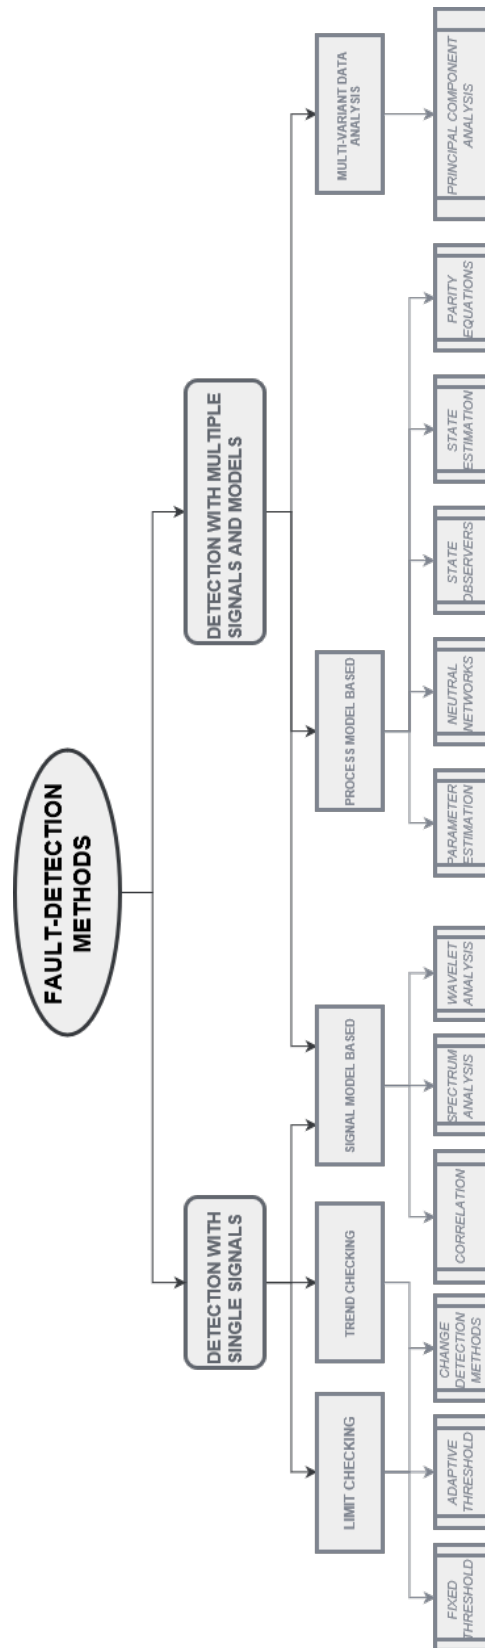 FAULT-DETECTION
METHODS
DETECTION WITH
SINGLE SIGNALS
DETECTION WITH MULTIPLE
SIGNALS AND MODELS
LIMIT CHECKING
TREND CHECKING
SIGNAL MODEL BASED
PROCESS MODEL BASED
MULTI-VARIANT DATA
ANALYSIS
FIXED
THRESHOLD
ADAPTIVE
THRESHOLD
CHANGE
DETECTION
METHODS
CORRELATION
SPECTRUM
ANALYSIS
WAVELET
ANALYSIS
PARAMETER
ESTIMATION
NEUTRAL
NETWORKS
STATE
OBSERVERS
STATE
ESTIMATION
PARITY
EQUATIONS
PRINCIPAL COMPONENT
ANALYSIS